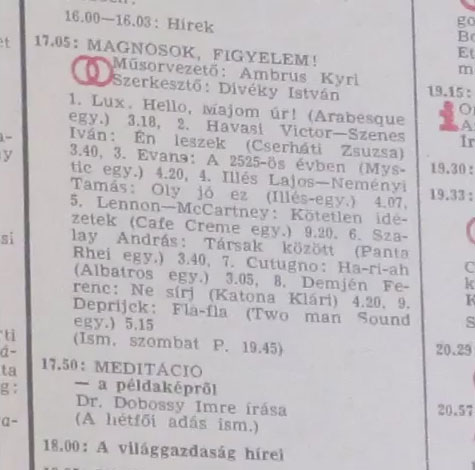 16.00—16.03: Hírek
17.05: MAGNÓSOK, FIGYELEM!
Műsorvezető: Ambrus Kyri
Szerkesztő: Divéky István
1. Lux. Hello, Majom úr! (Arabesque
egy.) 3.18, 2. Havasi Victor—Szenes
Iván: Én leszek (Cserháti Zsuzsa)
3.40, 3. Evans: A 2525-ös évben (Mys-
tic egy.) 4.20, 4. Illés Lajos—Neményi
Tamás: Oly jó ez (Illés-egy.) 4.07,
5. Lennon—McCartney: Kötetlen idé-
zetek (Cafe Creme egy.) 9.20, 6. Sza-
lay András: Társak között (Panta
Rhei egy.) 3.40, 7. Cutugno: Ha-ri-ah
(Albatros egy.) 3.05, 8. Demjén Fe-
renc: Ne sírj (Katona Klári) 4.20, 9.
Deprijck: Fla-fla (Two man Sound
egy.) 5.15
(Ism. szombat P. 19.45)
17.50: MEDITÁCIÓ
— a példaképről
Dr. Dobossy Imre írása
(A hétfői adás ism.)
18.00: A világgazdaság hírei
19.15:
19.30:
19.33:
20.29
20.57